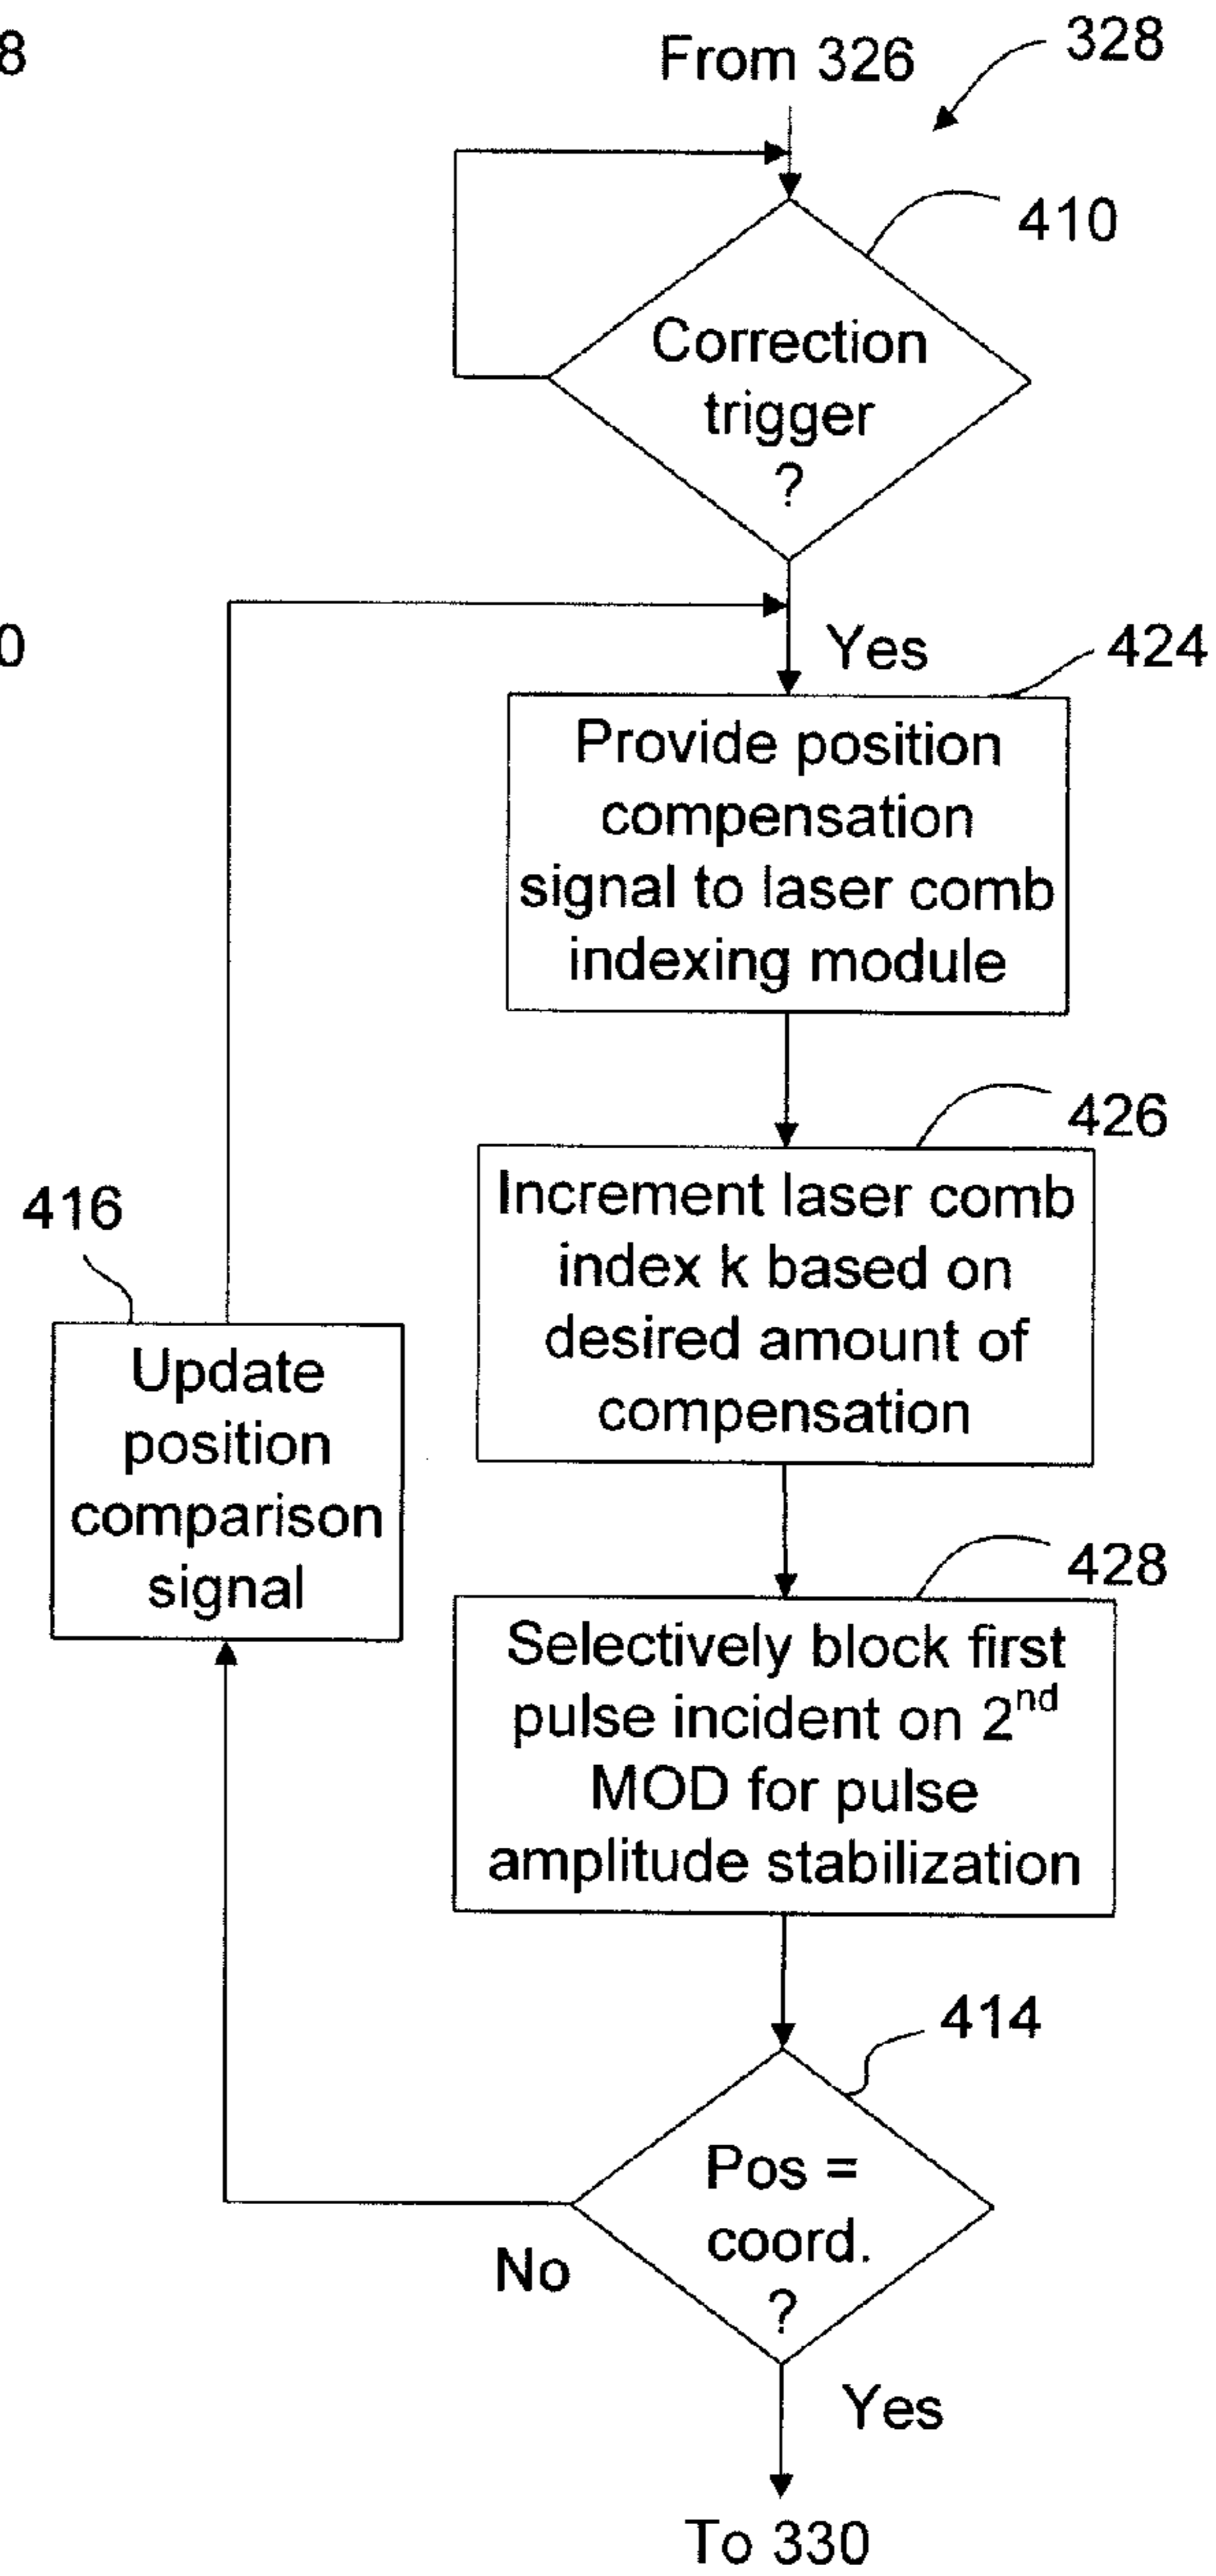 8
From 326
328
410
Correction
trigger
?
0
Yes
424
Provide position
compensation
signal to laser comb
indexing module
426
Increment laser comb
index k based on
desired amount of
compensation
416
Update
position
comparison
signal
428
Selectively block first
pulse incident on 2nd
MOD for pulse
amplitude stabilization
414
Pos =
coord.
?
No
Yes
To 330